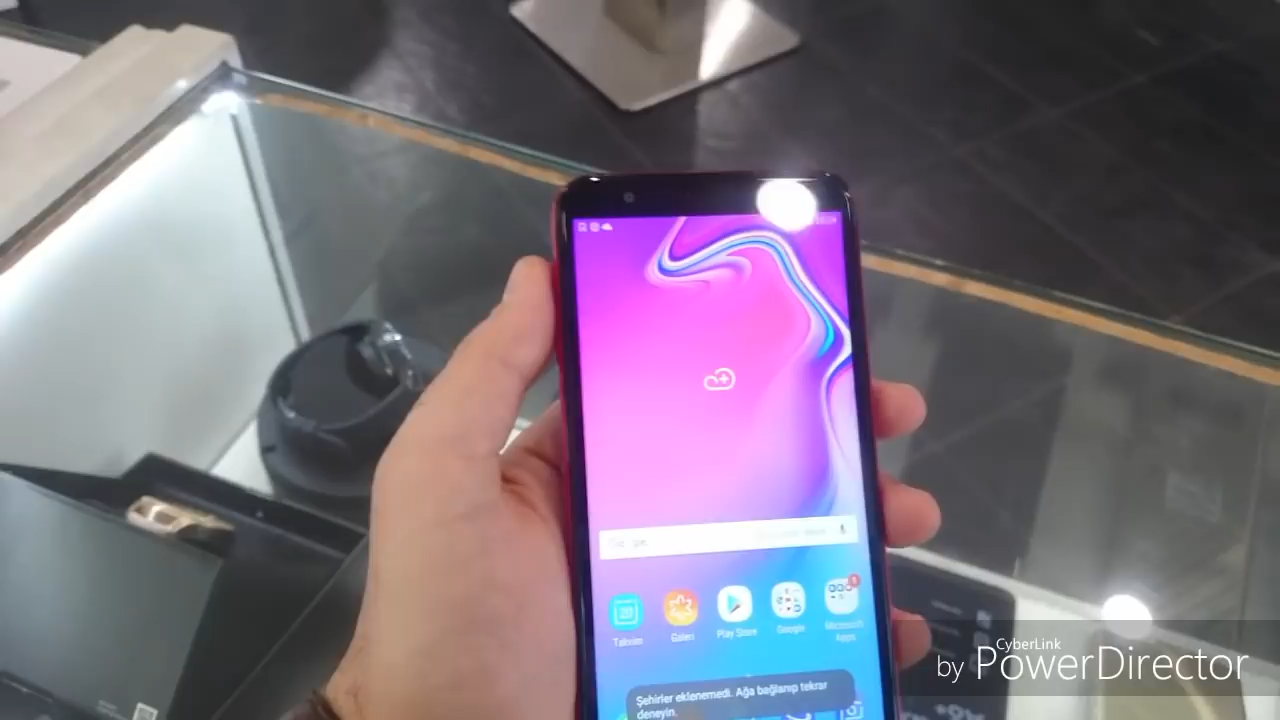 Takvim
Galeri
Play Store
Google
Microsoft
Apps
Şehirler eklenemedi. Ağa bağlanıp tekrar
deneyin.
CyberLink
by PowerDirector